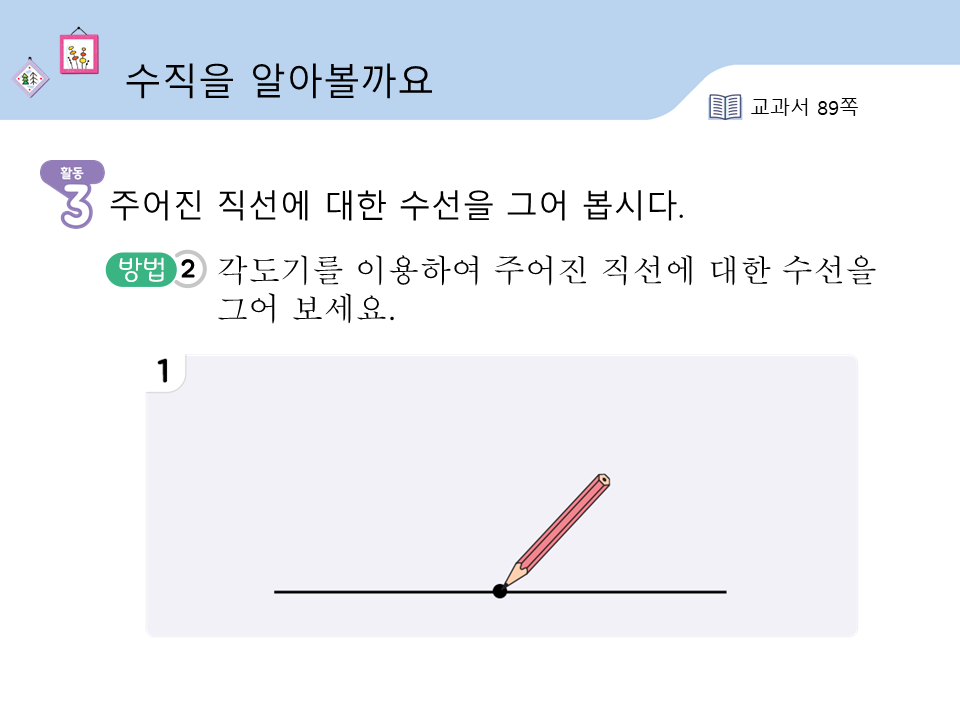 수직을 알아볼까요
교과서 89쪽
활동
3 주어진 직선에 대한 수선을 그어 봅시다.
방법 2 각도기를 이용하여 주어진 직선에 대한 수선을
그어 보세요.
1